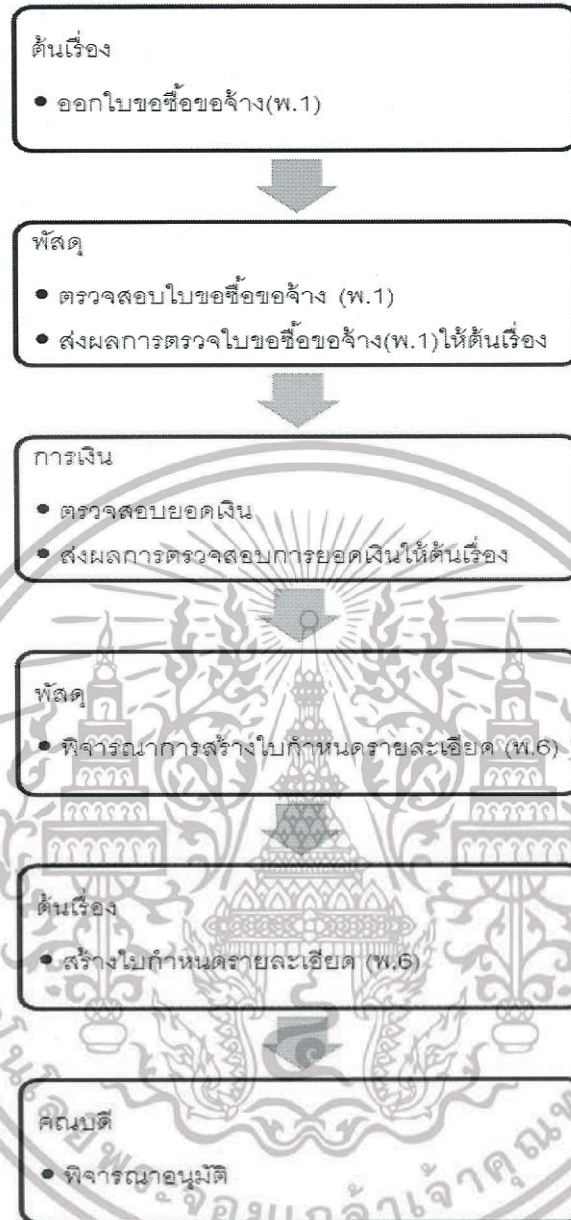 ต้นเรื่อง
• ออกใบขอซื้อขอจ้าง(พ.1)
พัสดุ
• ตรวจสอบใบขอซื้อขอจ้าง (พ.1)
• ส่งผลการตรวจใบขอซื้อขอจ้าง(พ.1)ให้ต้นเรื่อง
การเงิน
• ตรวจสอบยอดเงิน
• ส่งผลการตรวจสอบการยอดเงินให้ต้นเรื่อง
พัสดุ
• พิจารณาการสร้างใบกำหนดรายละเอียด (พ.6)
ต้นเรื่อง
• สร้างใบกำหนดรายละเอียด (พ.6)
คณบดี
• พิจารณาอนุมัติ